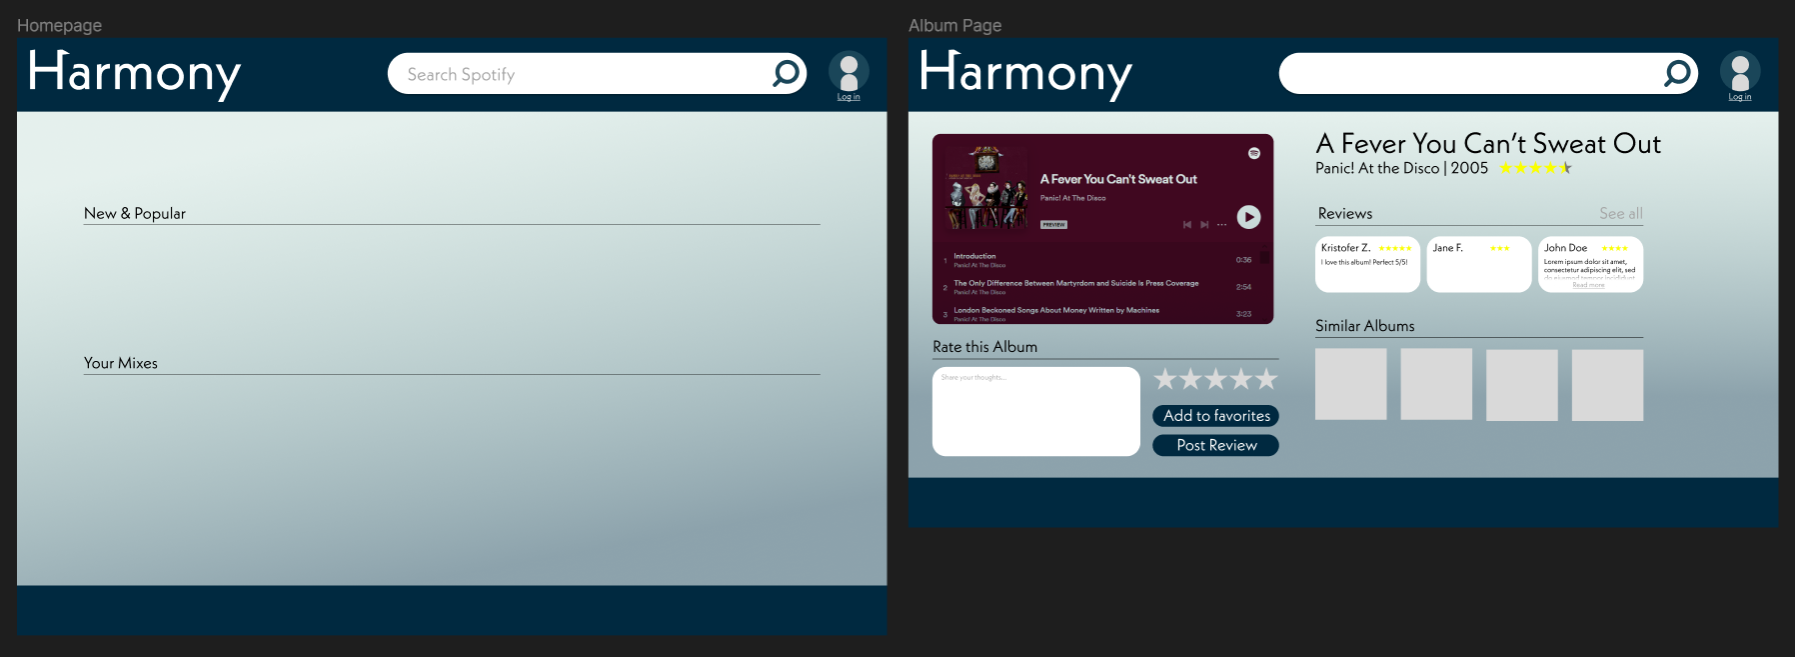 Homepage
Harmony
Search Spotify
Log in
New & Popular
Your Mixes
Album Page
Harmony
Log in
A Fever You Can't Sweat Out
Panic! At The Disco
PREVIEW
1 Introduction 0:36
Panic! At The Disco
2 The Only Difference Between Martyrdom and Suicide Is Press Coverage 2:54
Panic! At The Disco
3 London Beckoned Songs About Money Written by Machines 3:23
Panic! At The Disco
Rate this Album
Share your thoughts...
Add to favorites
Post Review
A Fever You Can't Sweat Out
Panic! At the Disco | 2005
Reviews See all
Kristofer Z.
I love this album! Perfect 5/5!
Jane F.
John Doe
Lorem ipsum dolor sit amet,
consectetur adipiscing elit, sed
do eiusmod tempor incididunt
Read more
Similar Albums